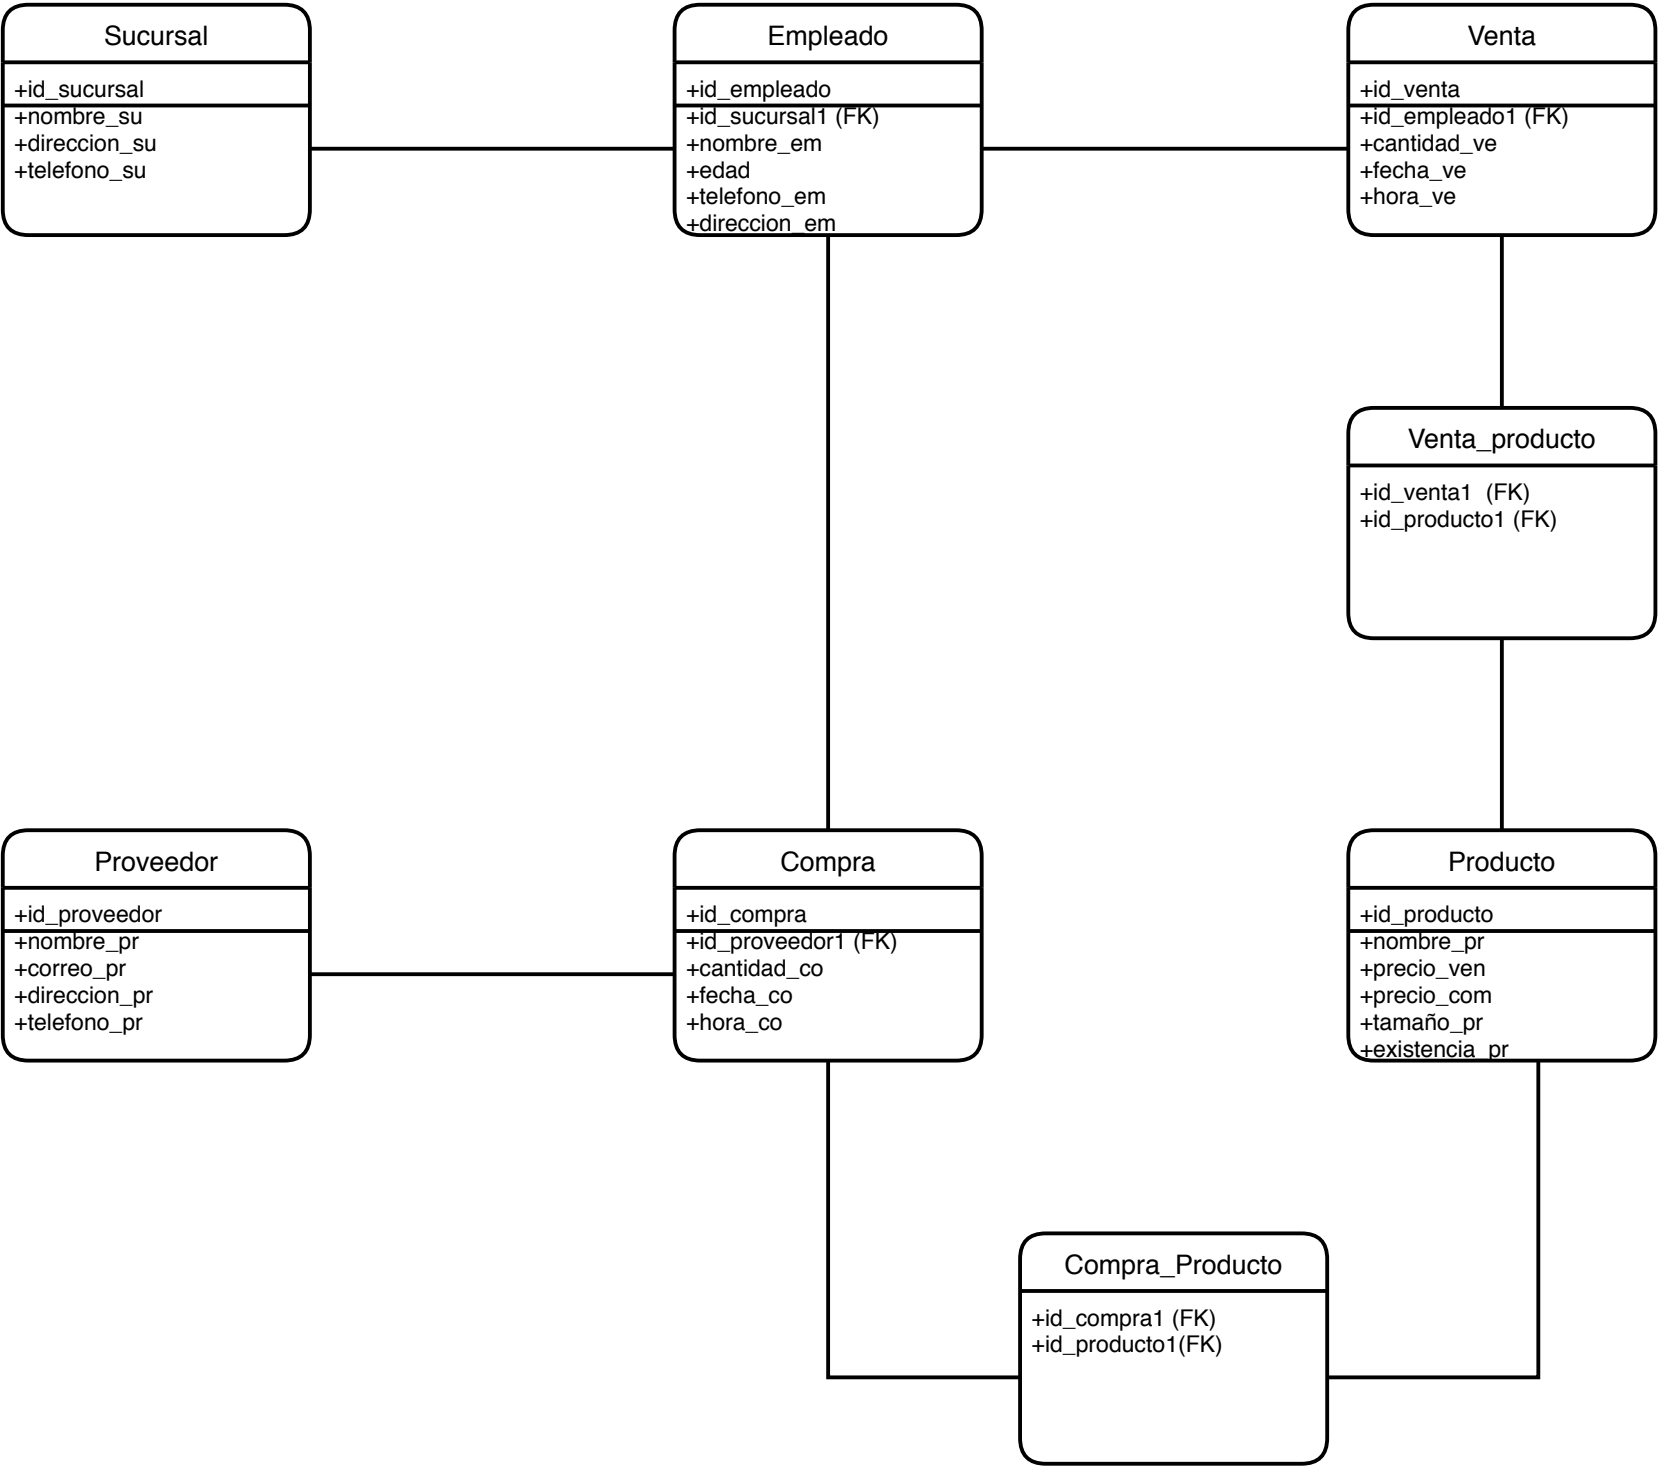 Sucursal
+id_sucursal
+nombre_su
+direccion_su
+telefono_su
Empleado
+id_empleado
+id_sucursal1 (FK)
+nombre_em
+edad
+telefono_em
+direccion_em
Venta
+id_venta
+id_empleado1 (FK)
+cantidad_ve
+fecha_ve
+hora_ve
Venta_producto
+id_venta1  (FK)
+id_producto1 (FK)
Proveedor
+id_proveedor
+nombre_pr
+correo_pr
+direccion_pr
+telefono_pr
Compra
+id_compra
+id_proveedor1 (FK)
+cantidad_co
+fecha_co
+hora_co
Producto
+id_producto
+nombre_pr
+precio_ven
+precio_com
+tamaño_pr
+existencia_pr
Compra_Producto
+id_compra1 (FK)
+id_producto1(FK)